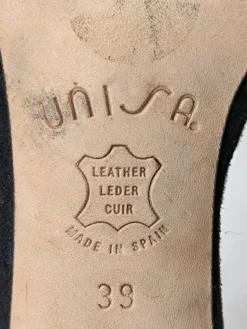 UNISA.
LEATHER
LEDER
CUIR
MADE IN SPAIN
39